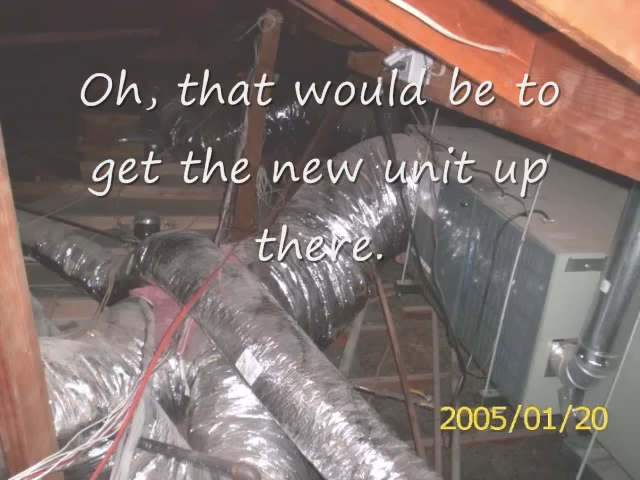 Oh, that would be to
get the new unit up
there.
2005/01/20